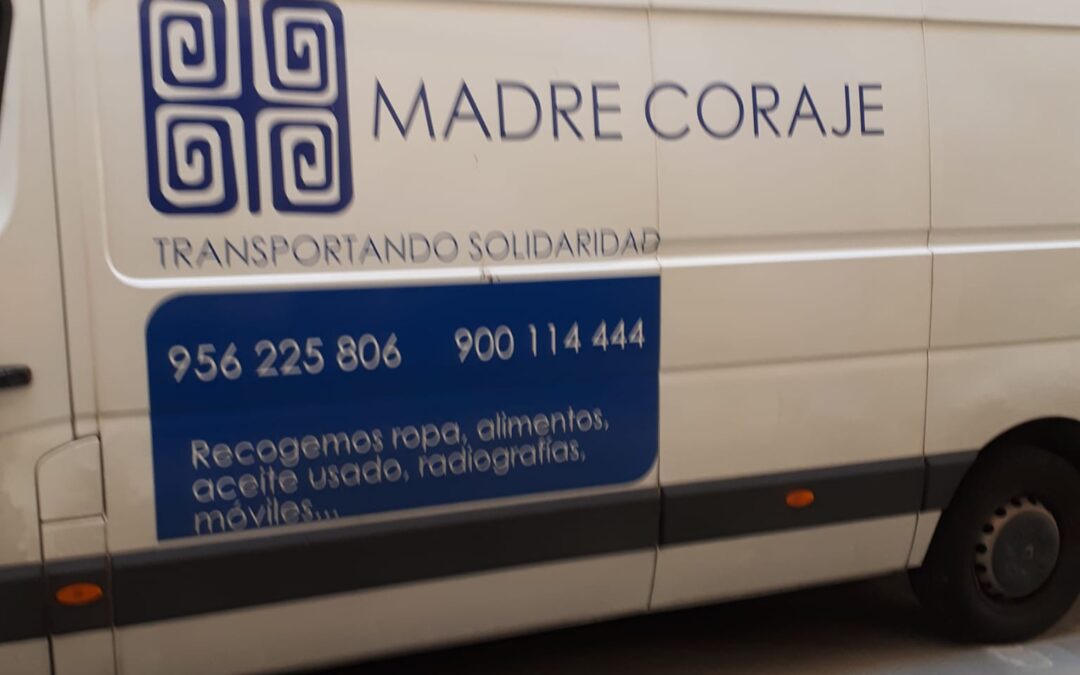 MADRE CORAJE
TRANSPORTANDO SOLIDARIDAD
956 225 806 900 114 444
Recogemos ropa, alimentos,
aceite usado, radiografías,
móviles...